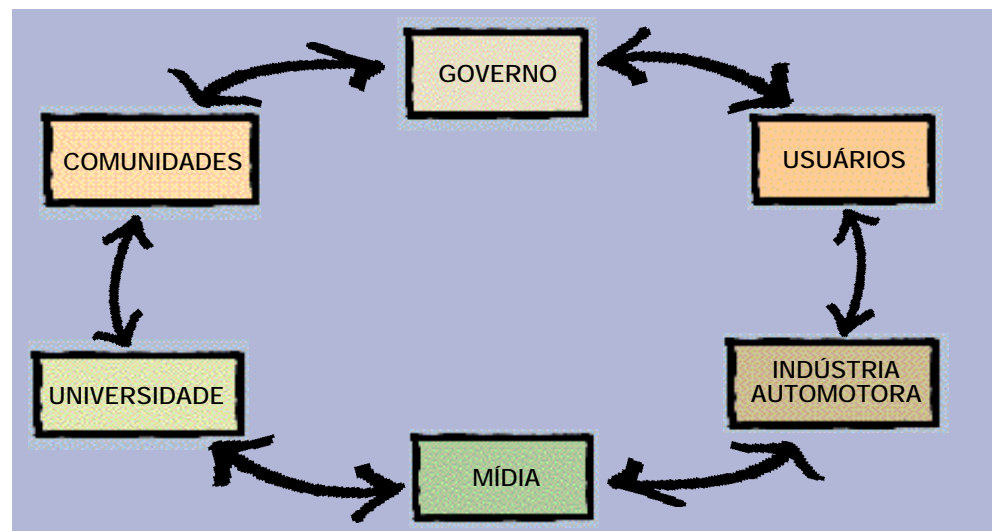 GOVERNO
COMUNIDADES
USUÁRIOS
UNIVERSIDADE
INDÚSTRIA
AUTOMOTORA
MÍDIA